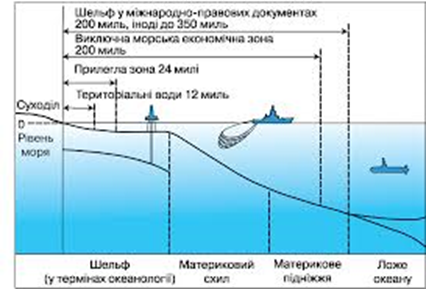 Шельф у міжнародно-правових документах
200 миль, іноді до 350 миль
Виключна морська економічна зона
200 миль
Прилегла зона 24 милі
Територіальні води 12 миль
Суходіл
0
Рівень
моря
Шельф
(у термінах океанології)
Материковий
схил
Материкове
підніжжя
Ложе
океану